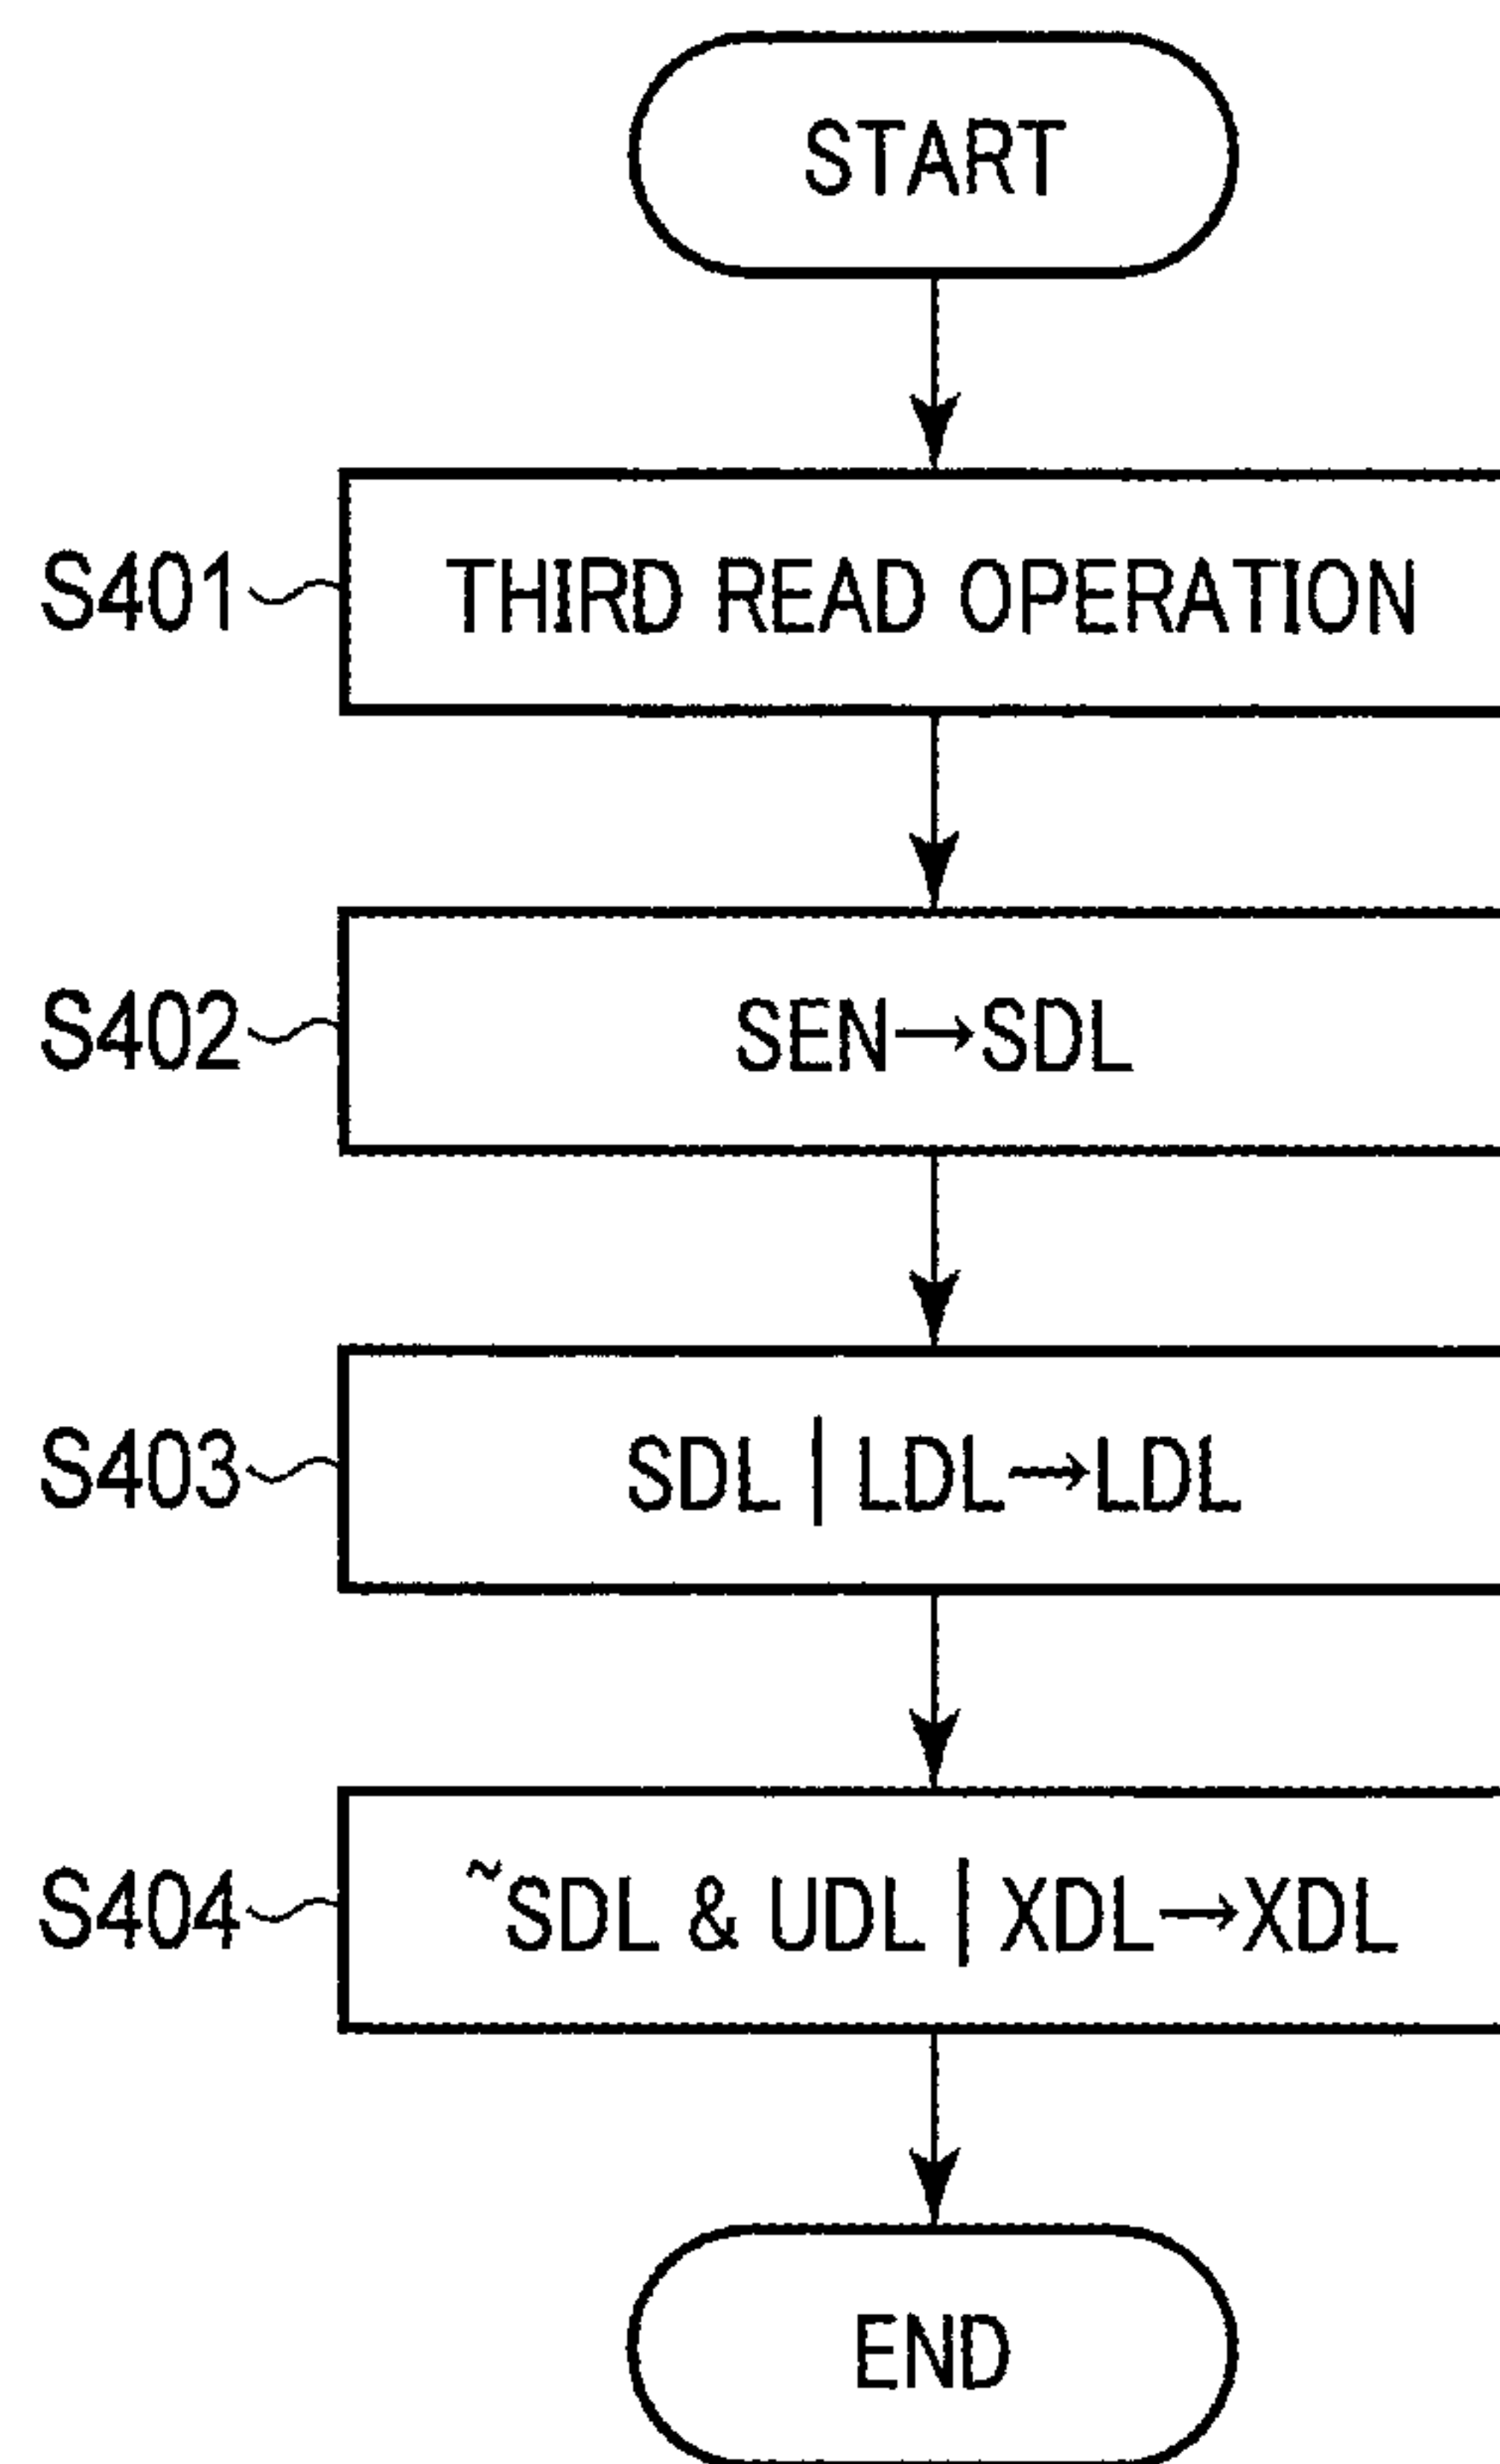 START
S401 THIRD READ OPERATION
S402 SEN→SDL
S403 SDL | LDL→LDL
S404 ~SDL & UDL | XDL→XDL
END